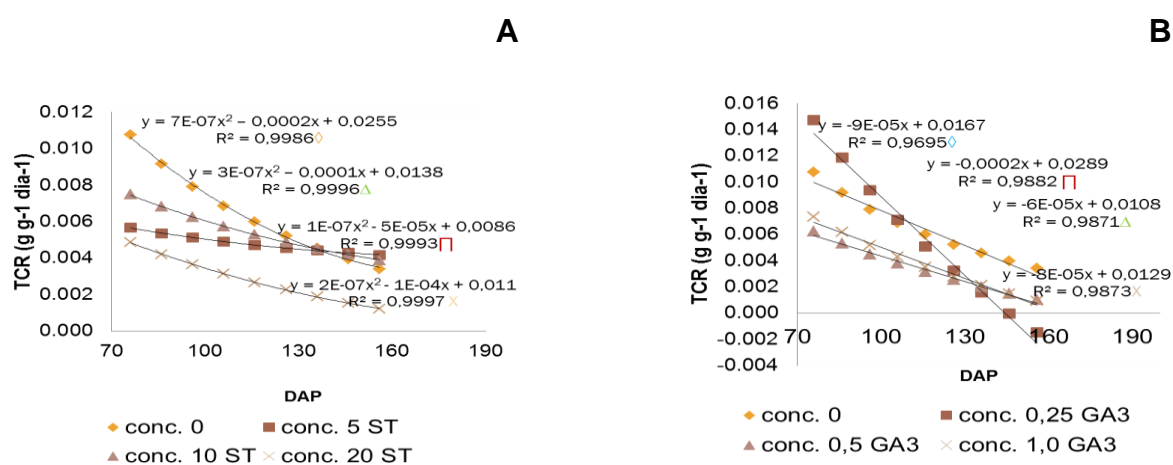 A
TCR (g g-1 dia-1)
0.012
0.010
0.008
0.006
0.004
0.002
0.000
y = 7E-07x² – 0,0002x + 0,0255
R² = 0,9986
y = 3E-07x² – 0,0001x + 0,0138
R² = 0,9996
y = 1E-07x² - 5E-05x + 0,0086
R² = 0,9993
y = 2E-07x² - 1E-04x + 0,011
R² = 0,9997
70 100 130 160 190
DAP
conc. 0 conc. 5 ST
conc. 10 ST conc. 20 ST
B
TCR (g g-1 dia-1)
0.016
0.014
0.012
0.010
0.008
0.006
0.004
0.002
0.000
-0.002
-0.004
y = -9E-05x + 0,0167
R² = 0,9695
y = -0,0002x + 0,0289
R² = 0,9882
y = -6E-05x + 0,0108
R² = 0,9871
y = -8E-05x + 0,0129
R² = 0,9873
70 100 130 160 190
DAP
conc. 0 conc. 0,25 GA3
conc. 0,5 GA3 conc. 1,0 GA3